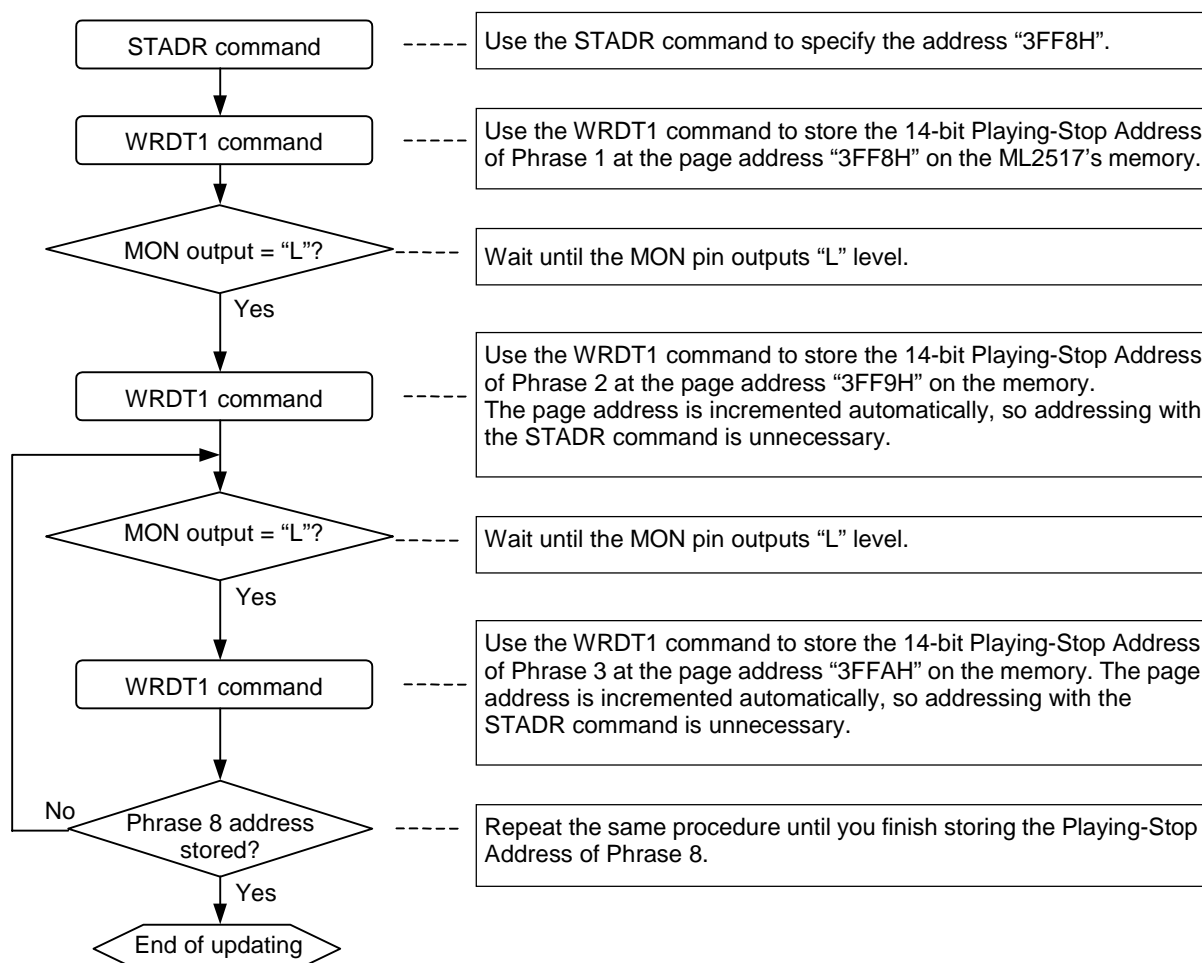 STADR command
Use the STADR command to specify the address “3FF8H”.
WRDT1 command
Use the WRDT1 command to store the 14-bit Playing-Stop Address
of Phrase 1 at the page address “3FF8H” on the ML2517’s memory.
MON output = “L”?
Wait until the MON pin outputs “L” level.
Yes
WRDT1 command
Use the WRDT1 command to store the 14-bit Playing-Stop Address
of Phrase 2 at the page address “3FF9H” on the memory.
The page address is incremented automatically, so addressing with
the STADR command is unnecessary.
MON output = “L”?
Wait until the MON pin outputs “L” level.
Yes
WRDT1 command
Use the WRDT1 command to store the 14-bit Playing-Stop Address
of Phrase 3 at the page address “3FFAH” on the memory. The page
address is incremented automatically, so addressing with the
STADR command is unnecessary.
No
Phrase 8 address
stored?
Repeat the same procedure until you finish storing the Playing-Stop
Address of Phrase 8.
Yes
End of updating